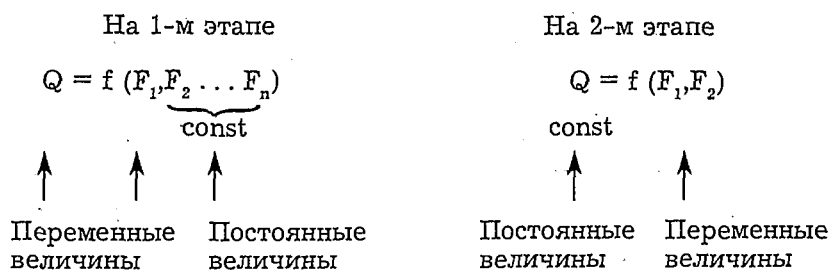 На 1-м этапе
Q = f (F₁,F₂ . . . Fₙ)
const
Переменные Постоянные
величины величины
На 2-м этапе
Q = f (F₁,F₂)
const
Постоянные Переменные
величины величины